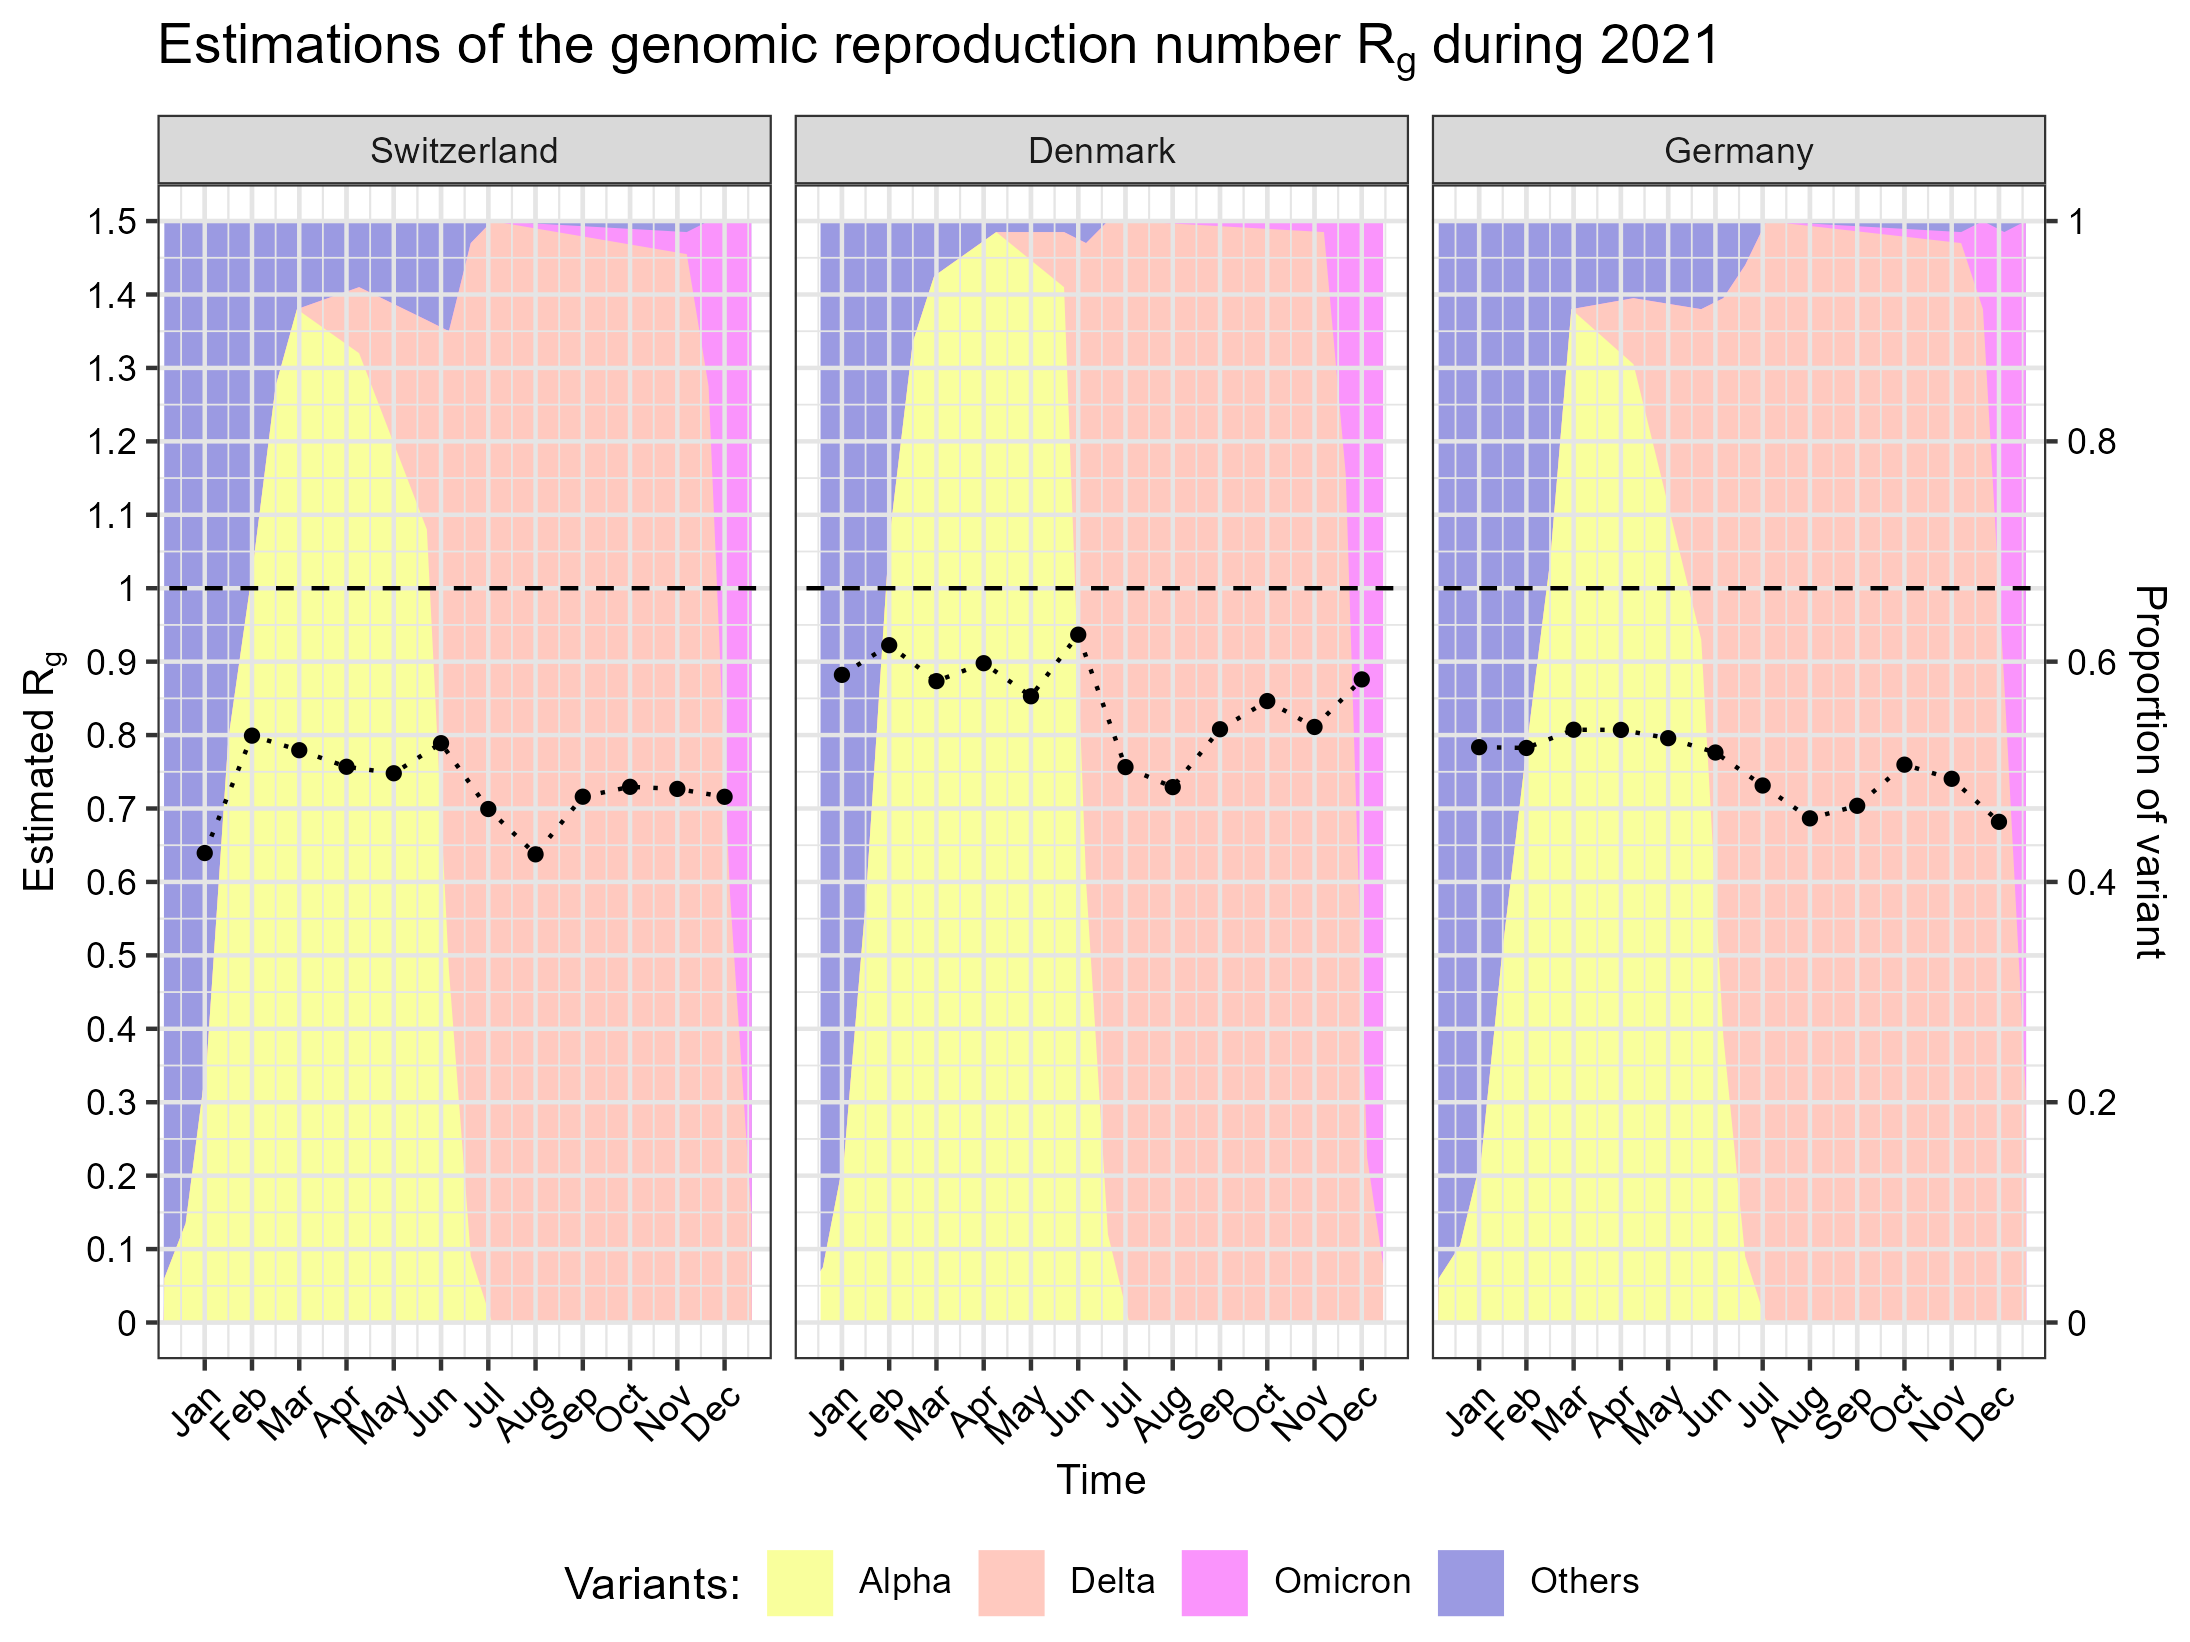 Estimations of the genomic reproduction number Rg during 2021
Switzerland Denmark Germany
Estimated Rg
1.5
1.4
1.3
1.2
1.1
1
0.9
0.8
0.7
0.6
0.5
0.4
0.3
0.2
0.1
0
1
0.8
0.6
0.4
0.2
0
Proportion of variant
Jan Feb Mar Apr May Jun Jul Aug Sep Oct Nov Dec
Jan Feb Mar Apr May Jun Jul Aug Sep Oct Nov Dec
Jan Feb Mar Apr May Jun Jul Aug Sep Oct Nov Dec
Time
Variants: Alpha Delta Omicron Others